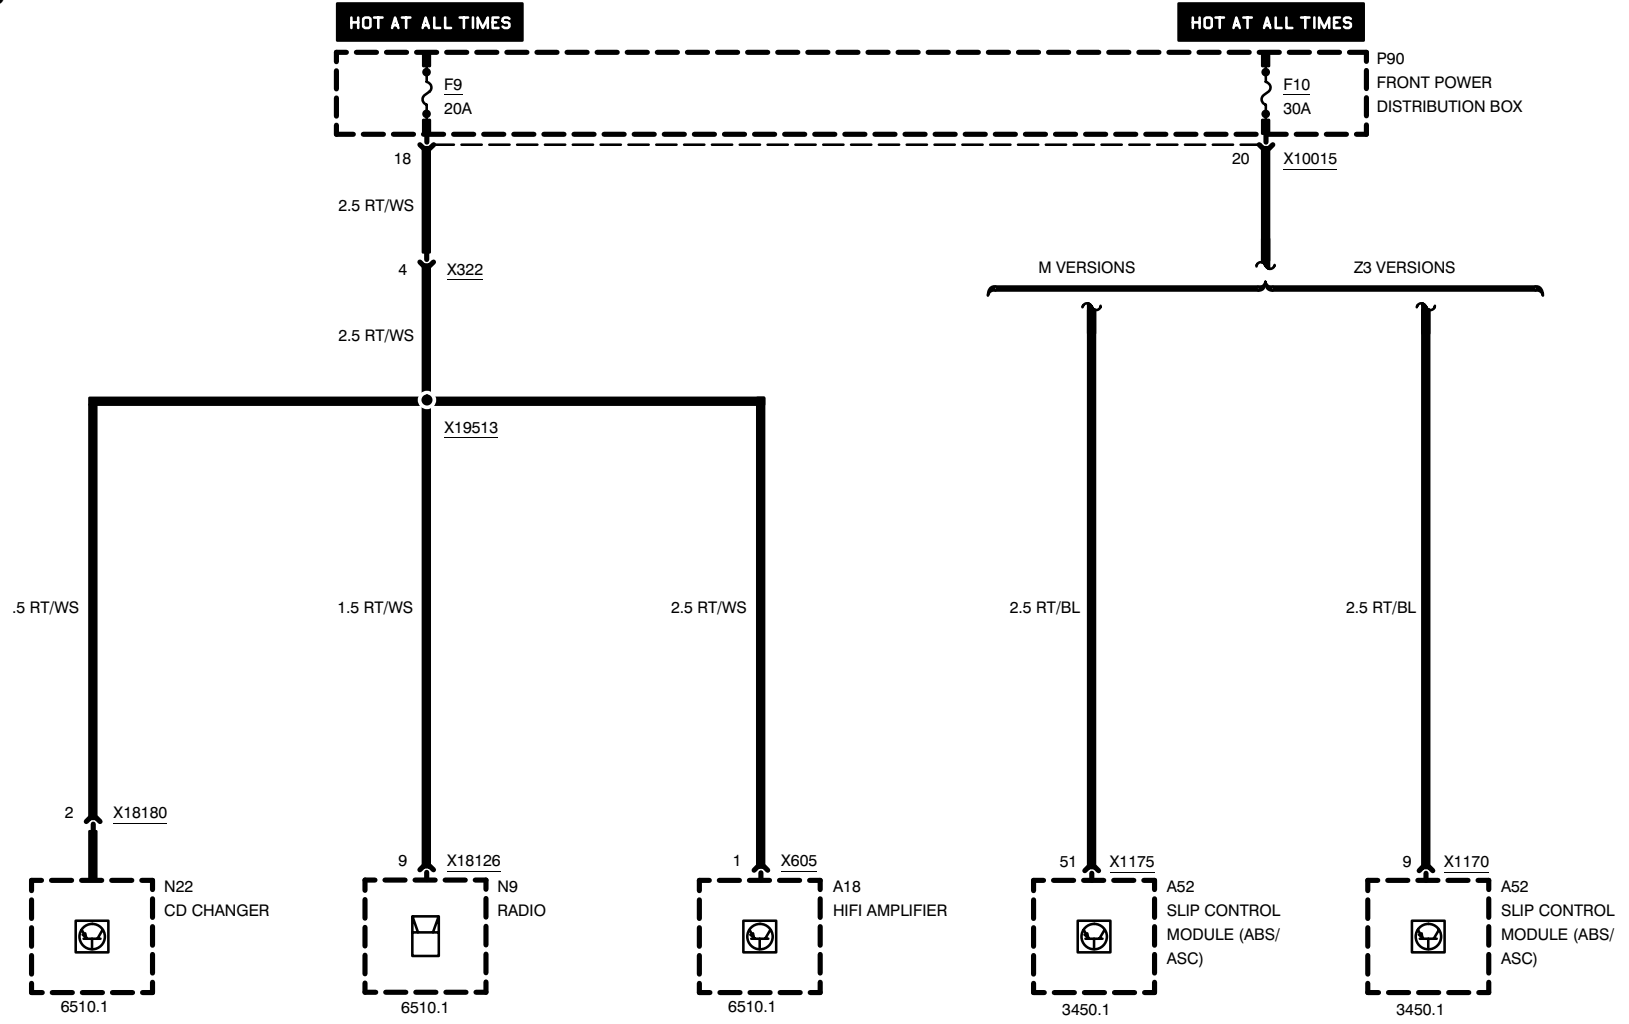 HOT AT ALL TIMES
HOT AT ALL TIMES
F9
20A
F10
30A
P90
FRONT POWER
DISTRIBUTION BOX
18
20
X10015
2.5 RT/WS
4
X322
M VERSIONS
Z3 VERSIONS
2.5 RT/WS
X19513
.5 RT/WS
1.5 RT/WS
2.5 RT/WS
2.5 RT/BL
2.5 RT/BL
2
X18180
9
X18126
1
X605
51
X1175
9
X1170
N22
CD CHANGER
6510.1
N9
RADIO
6510.1
A18
HIFI AMPLIFIER
6510.1
A52
SLIP CONTROL
MODULE (ABS/
ASC)
3450.1
A52
SLIP CONTROL
MODULE (ABS/
ASC)
3450.1